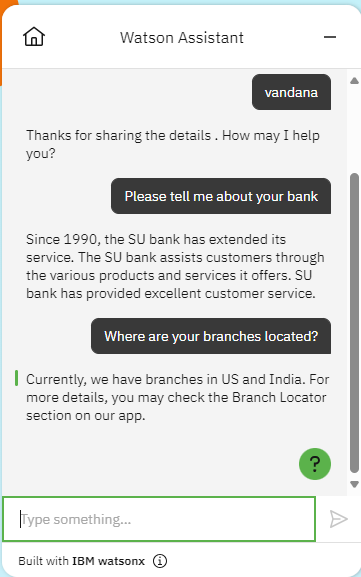 Watson Assistant
vandana
Thanks for sharing the details . How may I help
you?
Please tell me about your bank
Since 1990, the SU bank has extended its
service. The SU bank assists customers through
the various products and services it offers. SU
bank has provided excellent customer service.
Where are your branches located?
Currently, we have branches in US and India. For
more details, you may check the Branch Locator
section on our app.
?
Type something...
Built with IBM watsonx